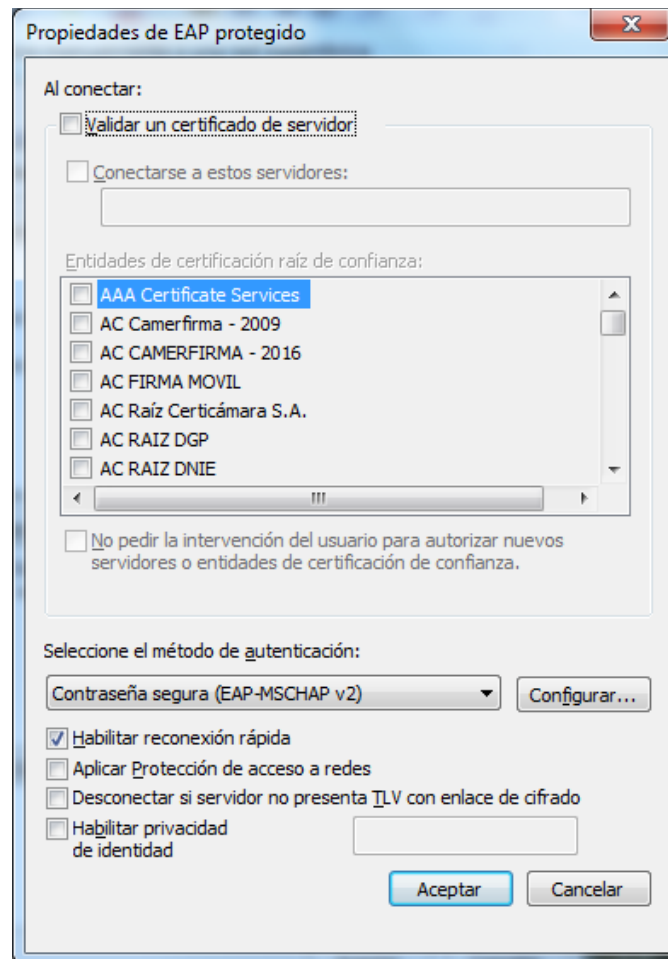 Propiedades de EAP protegido
Al conectar:
Validar un certificado de servidor
Conectarse a estos servidores:
Entidades de certificación raíz de confianza:
AAA Certificate Services
AC Camerfirma - 2009
AC CAMERFIRMA - 2016
AC FIRMA MOVIL
AC Raíz Certicámara S.A.
AC RAIZ DGP
AC RAIZ DNIE
No pedir la intervención del usuario para autorizar nuevos
servidores o entidades de certificación de confianza.
Seleccione el método de autenticación:
Contraseña segura (EAP-MSCHAP v2)
Configurar...
Habilitar reconexión rápida
Aplicar Protección de acceso a redes
Desconectar si servidor no presenta TLV con enlace de cifrado
Habilitar privacidad
de identidad
Aceptar
Cancelar